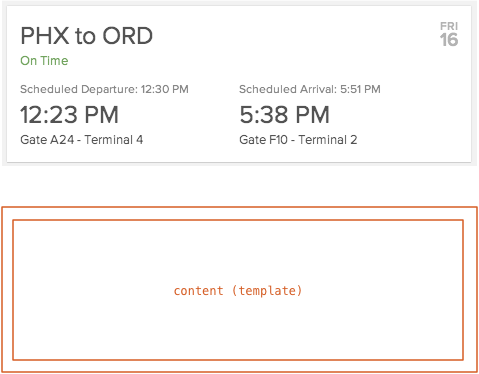 PHX to ORD
FRI
16
On Time
Scheduled Departure: 12:30 PM
Scheduled Arrival: 5:51 PM
12:23 PM
5:38 PM
Gate A24 - Terminal 4
Gate F10 - Terminal 2
content (template)